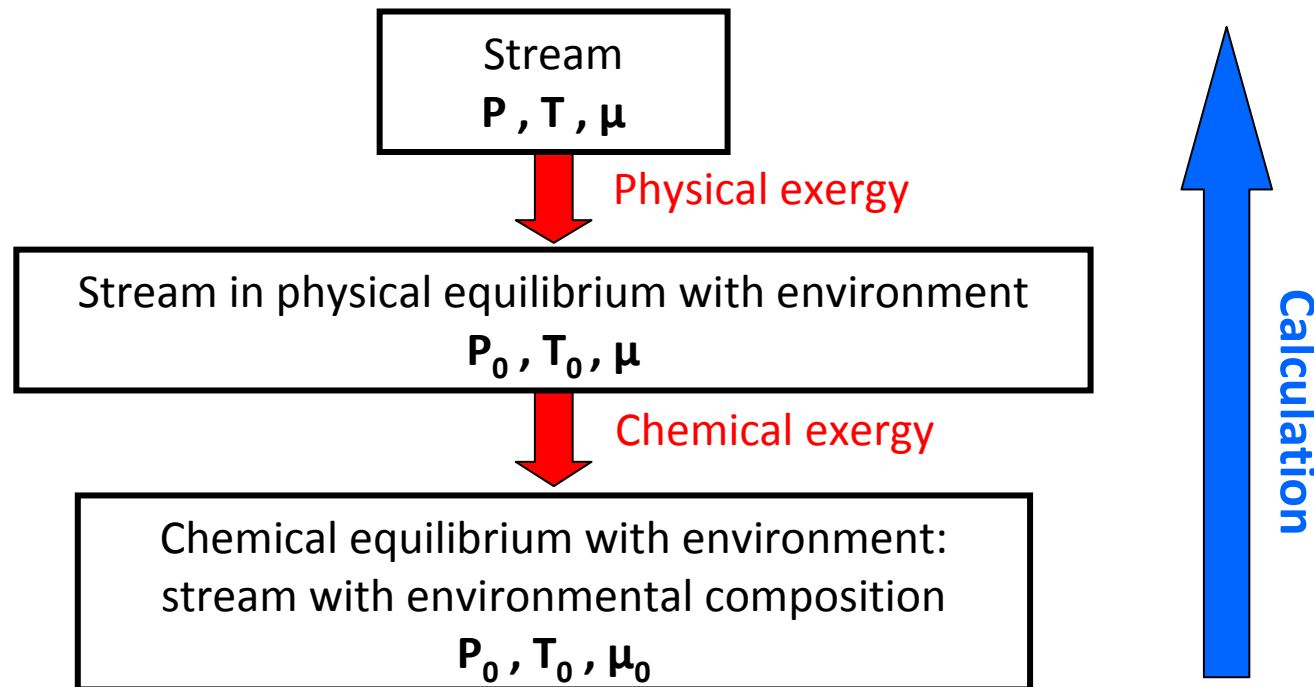 Stream
P , T , μ
Physical exergy
Stream in physical equilibrium with environment
P₀ , T₀ , μ
Chemical exergy
Chemical equilibrium with environment:
stream with environmental composition
P₀ , T₀ , μ₀
Calculation